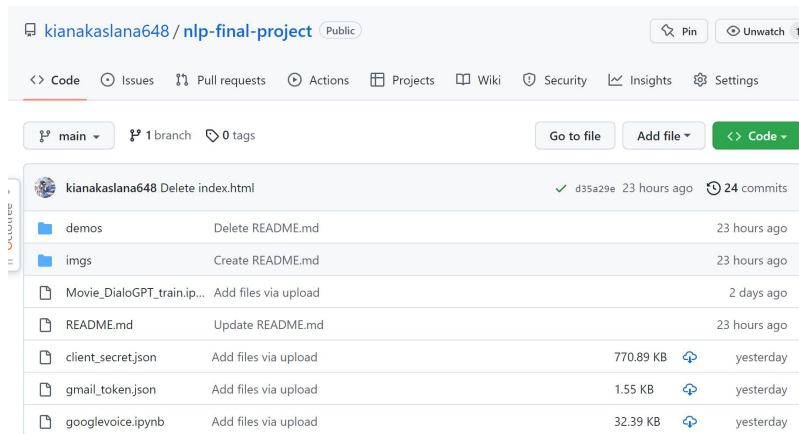 kianakaslana648 / nlp-final-project Public Pin Unwatch 1
Code Issues Pull requests Actions Projects Wiki Security Insights Settings
main 1 branch 0 tags Go to file Add file Code
kianakaslana648 Delete index.html d35a29e 23 hours ago 24 commits
demos Delete README.md 23 hours ago
imgs Create README.md 23 hours ago
Movie_DialoGPT_train.ip... Add files via upload 2 days ago
README.md Update README.md 23 hours ago
client_secret.json Add files via upload 770.89 KB yesterday
gmail_token.json Add files via upload 1.55 KB yesterday
googlevoice.ipynb Add files via upload 32.39 KB yesterday